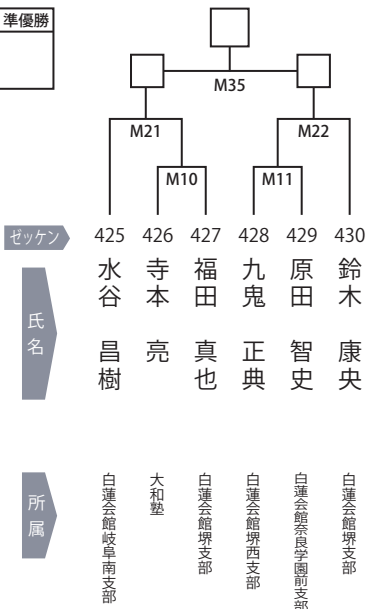 準優勝
M35
M21
M22
M10
M11
ゼッケン
425 426 427 428 429 430
氏名
水谷 昌樹
寺本 亮
福田 真也
九鬼 正典
原田 智史
鈴木 康央
所属
白蓮会館岐阜南支部
大和塾
白蓮会館堺支部
白蓮会館堺西支部
白蓮会館奈良学園前支部
白蓮会館堺支部